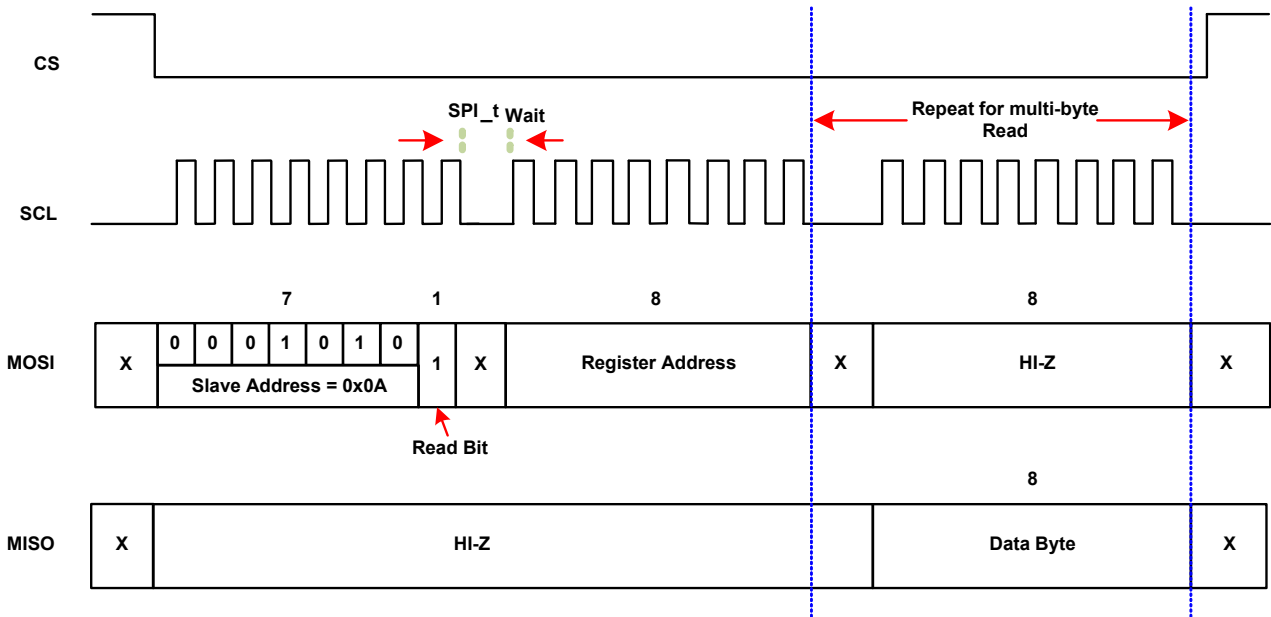 CS
SPI_t Wait
Repeat for multi-byte
Read
SCL
7 1 8 8
MOSI
X
0 0 0 1 0 1 0
Slave Address = 0x0A
1
X
Register Address
X
HI-Z
X
Read Bit
8
MISO
X
HI-Z
Data Byte
X